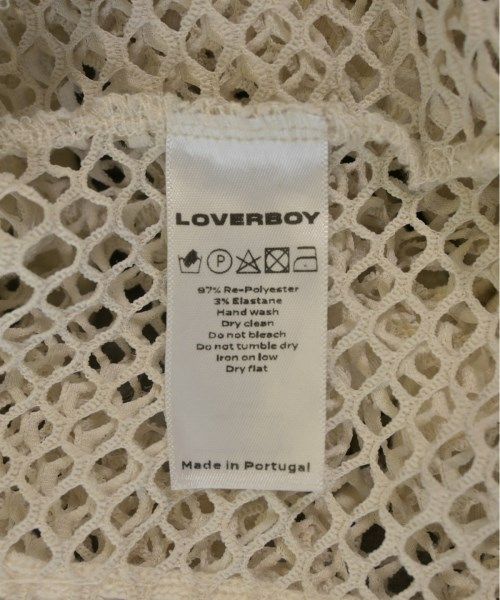 LOVERBOY
P
97% Re-Polyester
3% Elastane
Hand wash
Dry clean
Do not bleach
Do not tumble dry
Iron on low
Dry flat
Made in Portugal